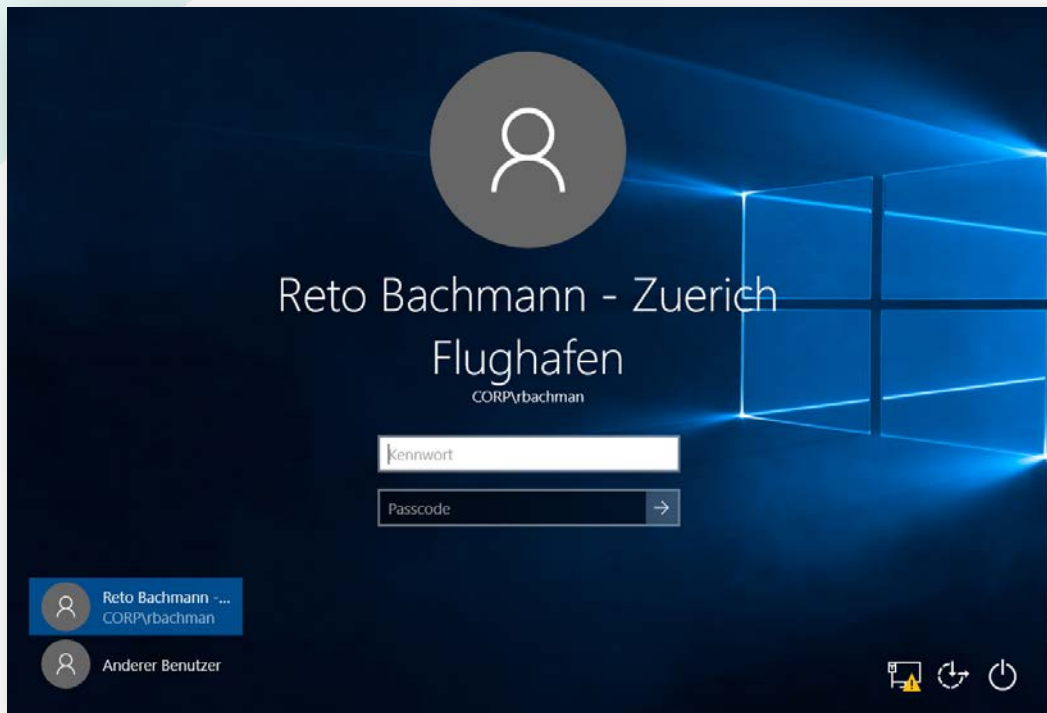 Reto Bachmann - Zuerich
Flughafen
CORP\rbachman
Kennwort
Passcode
Reto Bachmann -...
CORP\rbachman
Anderer Benutzer